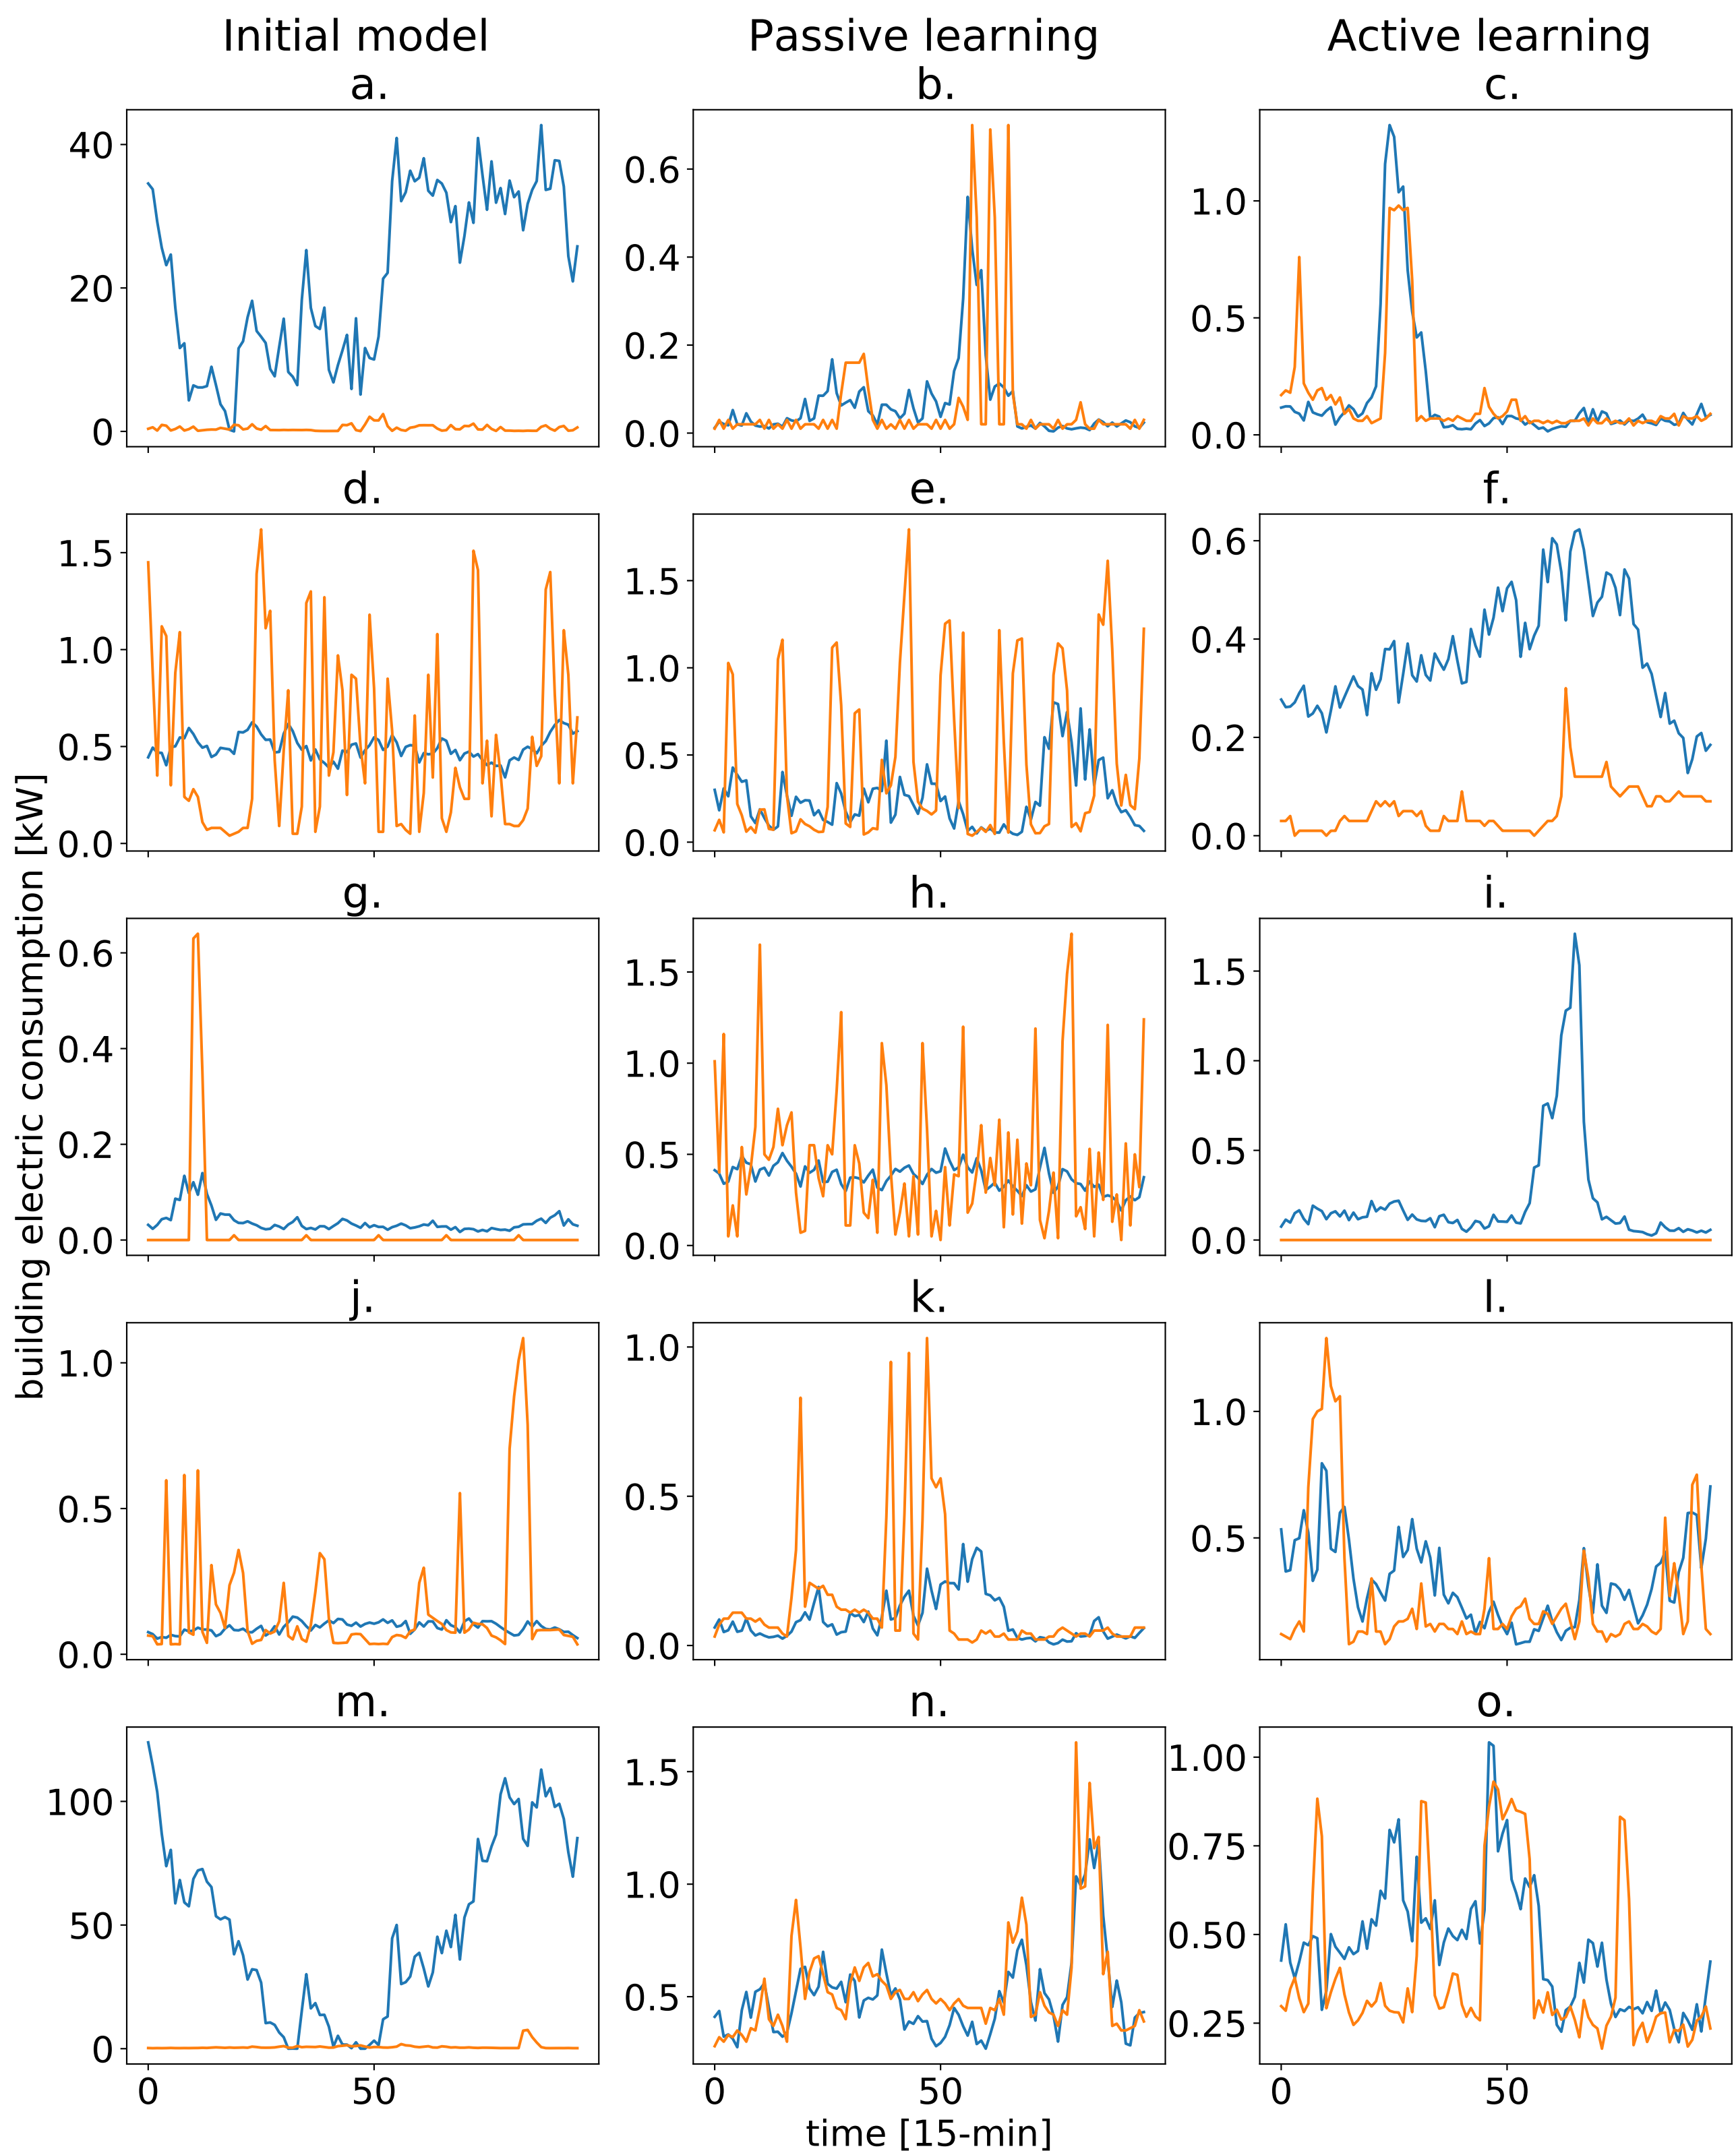 Initial model
Passive learning
Active learning
a.
b.
c.
40
20
0
0.6
0.4
0.2
0.0
1.0
0.5
0.0
d.
e.
f.
1.5
1.0
0.5
0.0
1.5
1.0
0.5
0.0
0.6
0.4
0.2
0.0
g.
h.
i.
0.6
0.4
0.2
0.0
1.5
1.0
0.5
0.0
1.5
1.0
0.5
0.0
building electric consumption [kW]
j.
k.
l.
1.0
0.5
0.0
1.0
0.5
0.0
1.0
0.5
m.
n.
o.
100
50
0
1.5
1.0
0.5
1.00
0.75
0.50
0.25
0
50
0
50
0
50
time [15-min]